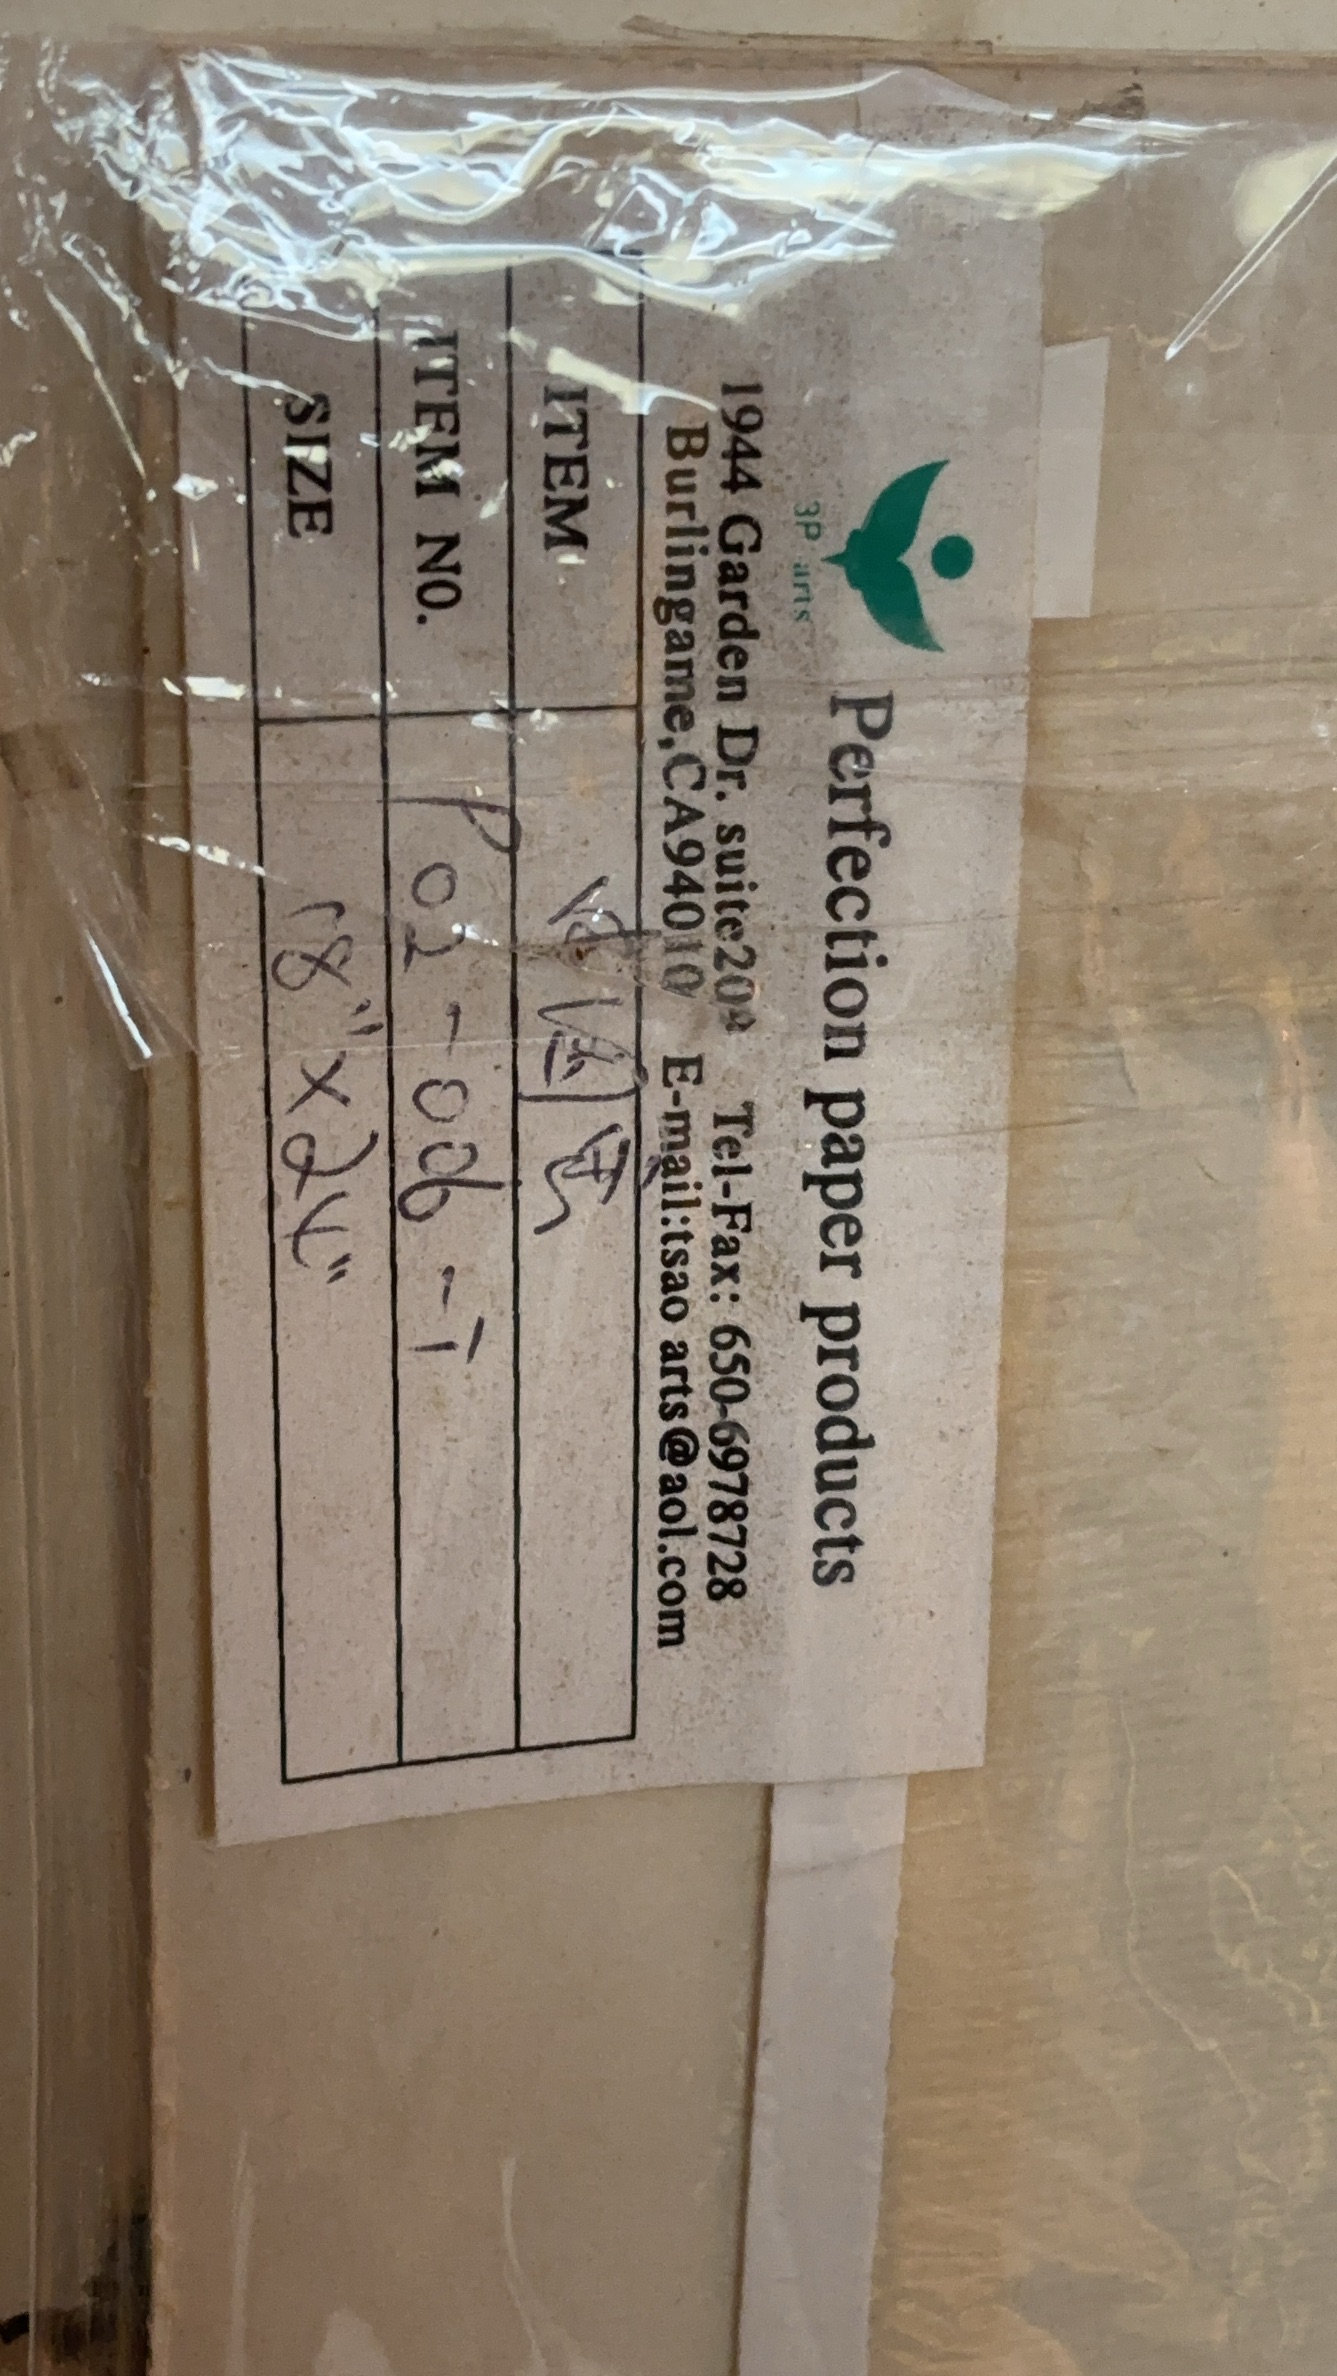 3P arts
Perfection paper products
1944 Garden Dr. suite204 Tel-Fax: 650-6978728
Burlingame,CA94010 E-mail:tsao arts@aol.com
ITEM
ITEM NO. P02-006-1
SIZE 18"x24"